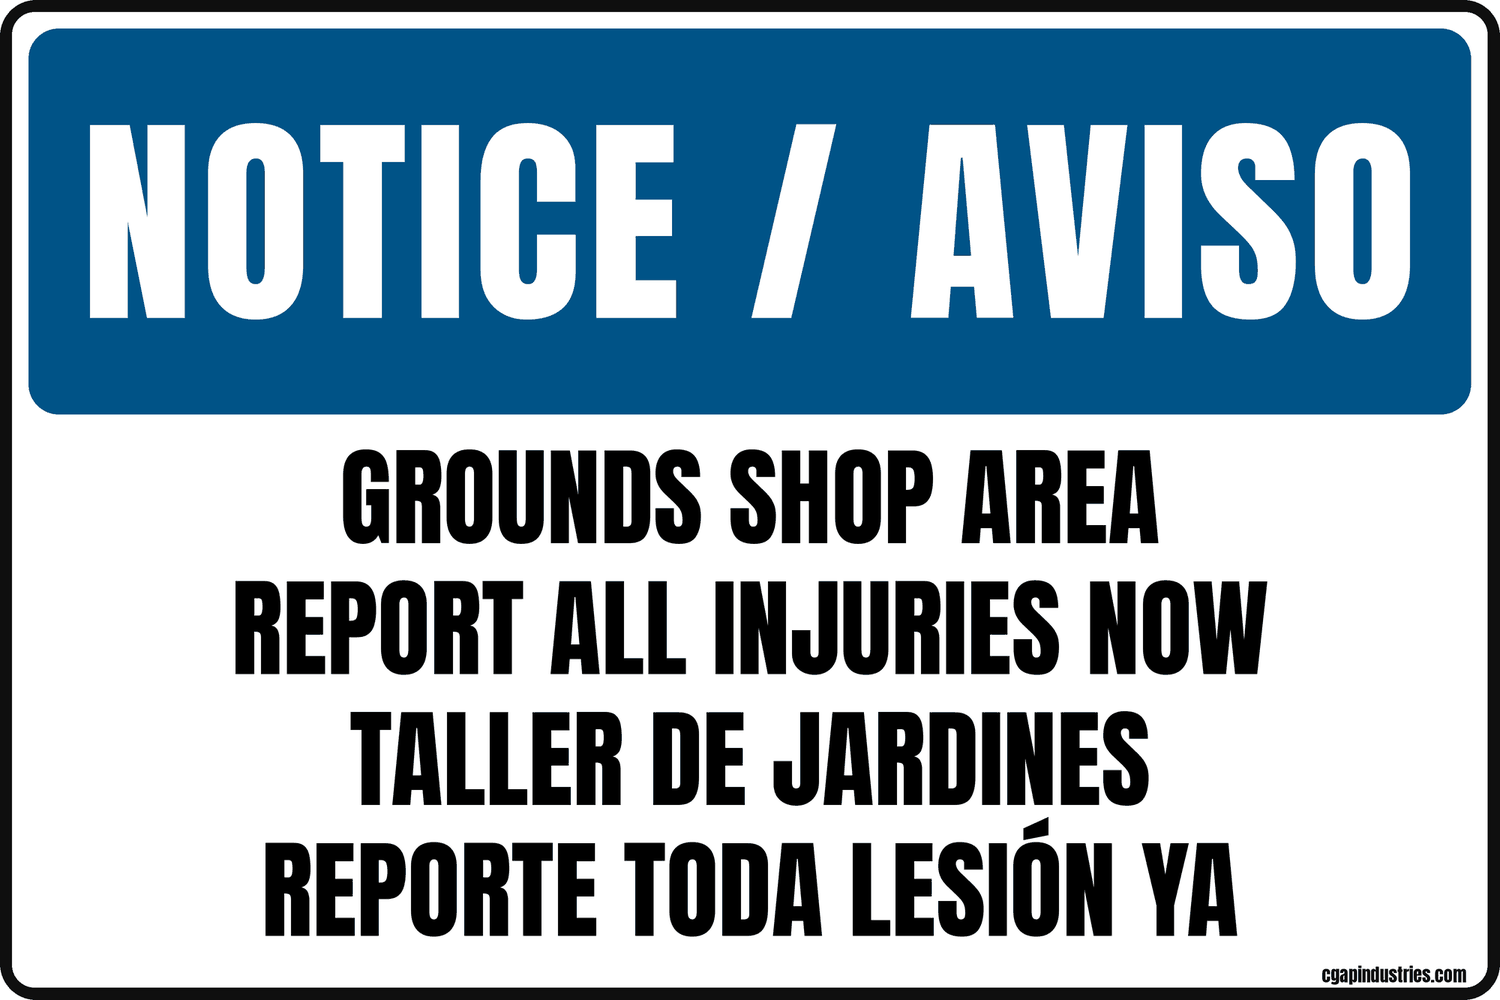 NOTICE / AVISO
GROUNDS SHOP AREA
REPORT ALL INJURIES NOW
TALLER DE JARDINES
REPORTE TODA LESIÓN YA
cgapindustries.com